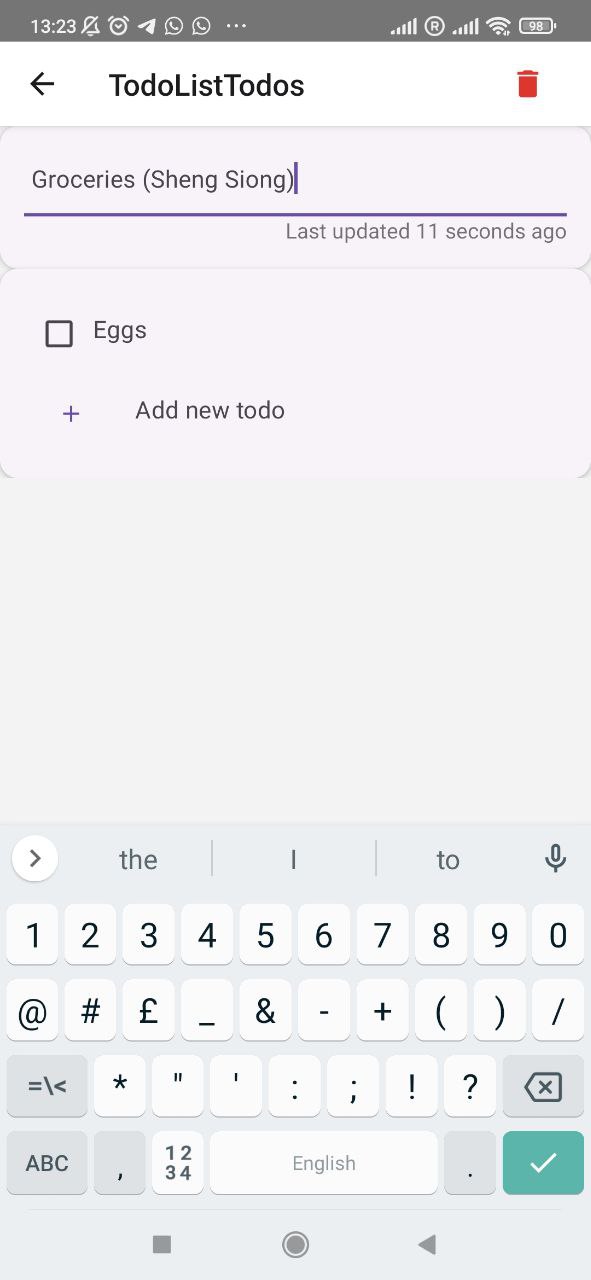 13:23 ... R 98
TodoListTodos
Groceries (Sheng Siong)
Last updated 11 seconds ago
Eggs
+ Add new todo
the I to
1 2 3 4 5 6 7 8 9 0
@ # £ _ & - + ( ) /
=\< * " ' : ; ! ?
ABC , 12 34 English .